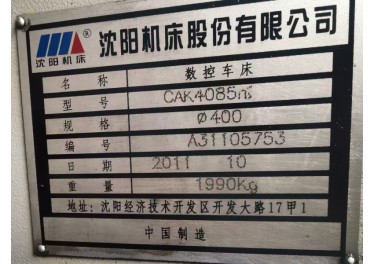 沈阳机床® 沈阳机床股份有限公司
名称 数控车床
型号 CAK4085ni
规格 Ø400
编号 A31105753
日期 2011 10
重量 1990Kg
地址: 沈阳经济技术开发区开发大路17甲1
中国制造